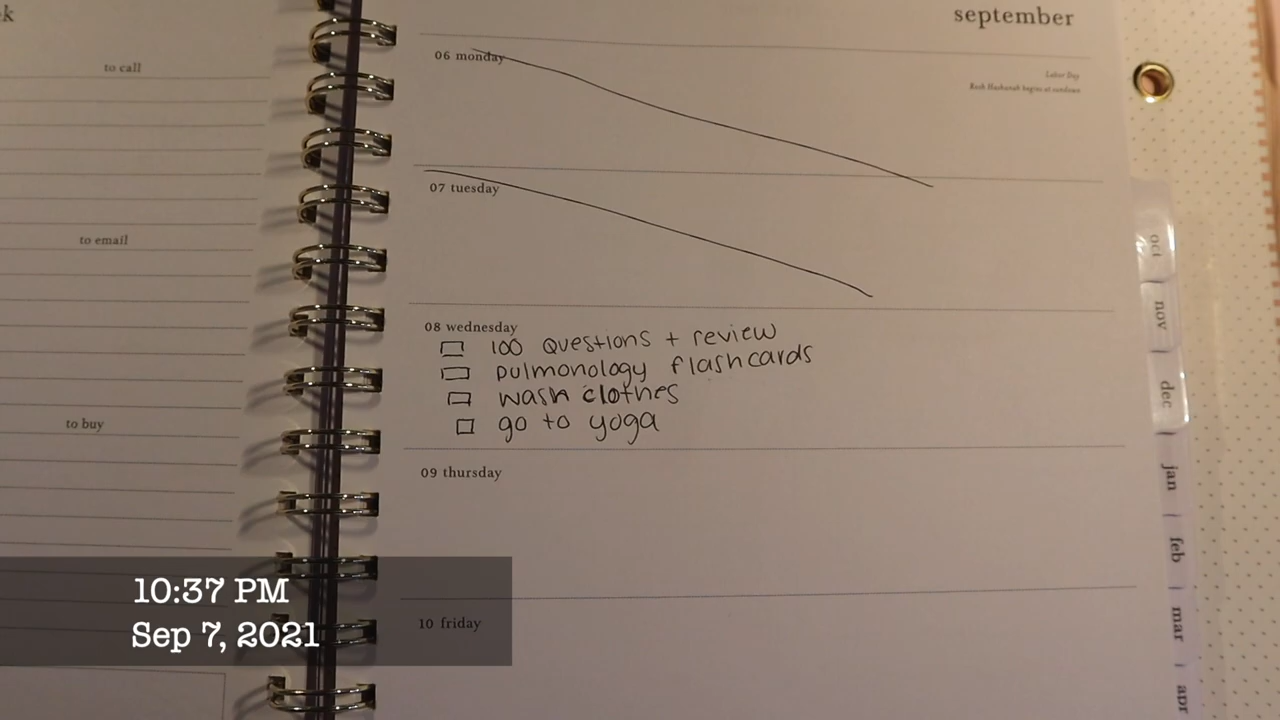 k
september
to call
06 monday
Labor Day
Rosh Hashanah begins at sundown
07 tuesday
to email
08 wednesday
100 questions + review
pulmonology flashcards
wash clothes
go to yoga
to buy
09 thursday
10 friday
oct
nov
dec
jan
feb
mar
apr
10:37 PM
Sep 7, 2021